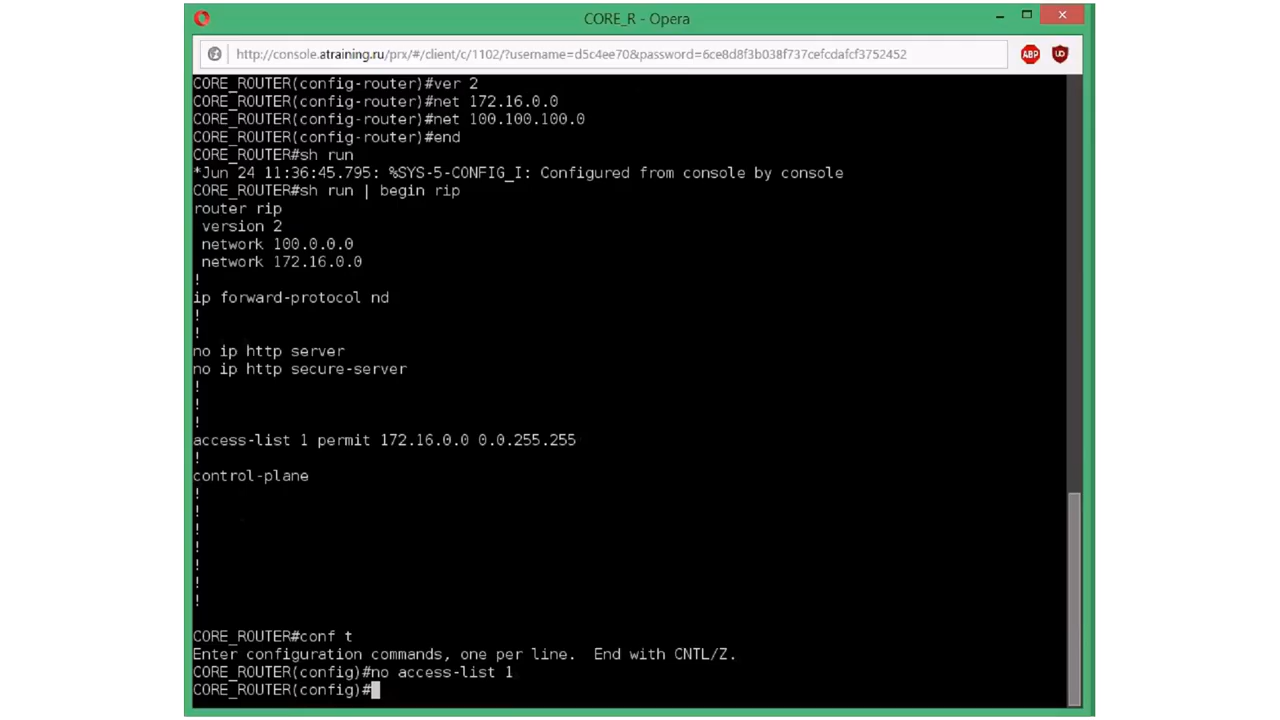 CORE_R - Opera
http://console.atraining.ru/prx/#/client/c/1102/?username=d5c4ee70&password=6ce8d8f3b038f737cefcdafcf3752452
ABP
CORE_ROUTER(config-router)#ver 2
CORE_ROUTER(config-router)#net 172.16.0.0
CORE_ROUTER(config-router)#net 100.100.100.0
CORE_ROUTER(config-router)#end
CORE_ROUTER#sh run
*Jun 24 11:36:45.795: %SYS-5-CONFIG_I: Configured from console by console
CORE_ROUTER#sh run | begin rip
router rip
version 2
network 100.0.0.0
network 172.16.0.0
!
ip forward-protocol nd
!
!
no ip http server
no ip http secure-server
!
!
!
access-list 1 permit 172.16.0.0 0.0.255.255
!
control-plane
!
!
!
!
!
!
!
CORE_ROUTER#conf t
Enter configuration commands, one per line.  End with CNTL/Z.
CORE_ROUTER(config)#no access-list 1
CORE_ROUTER(config)#